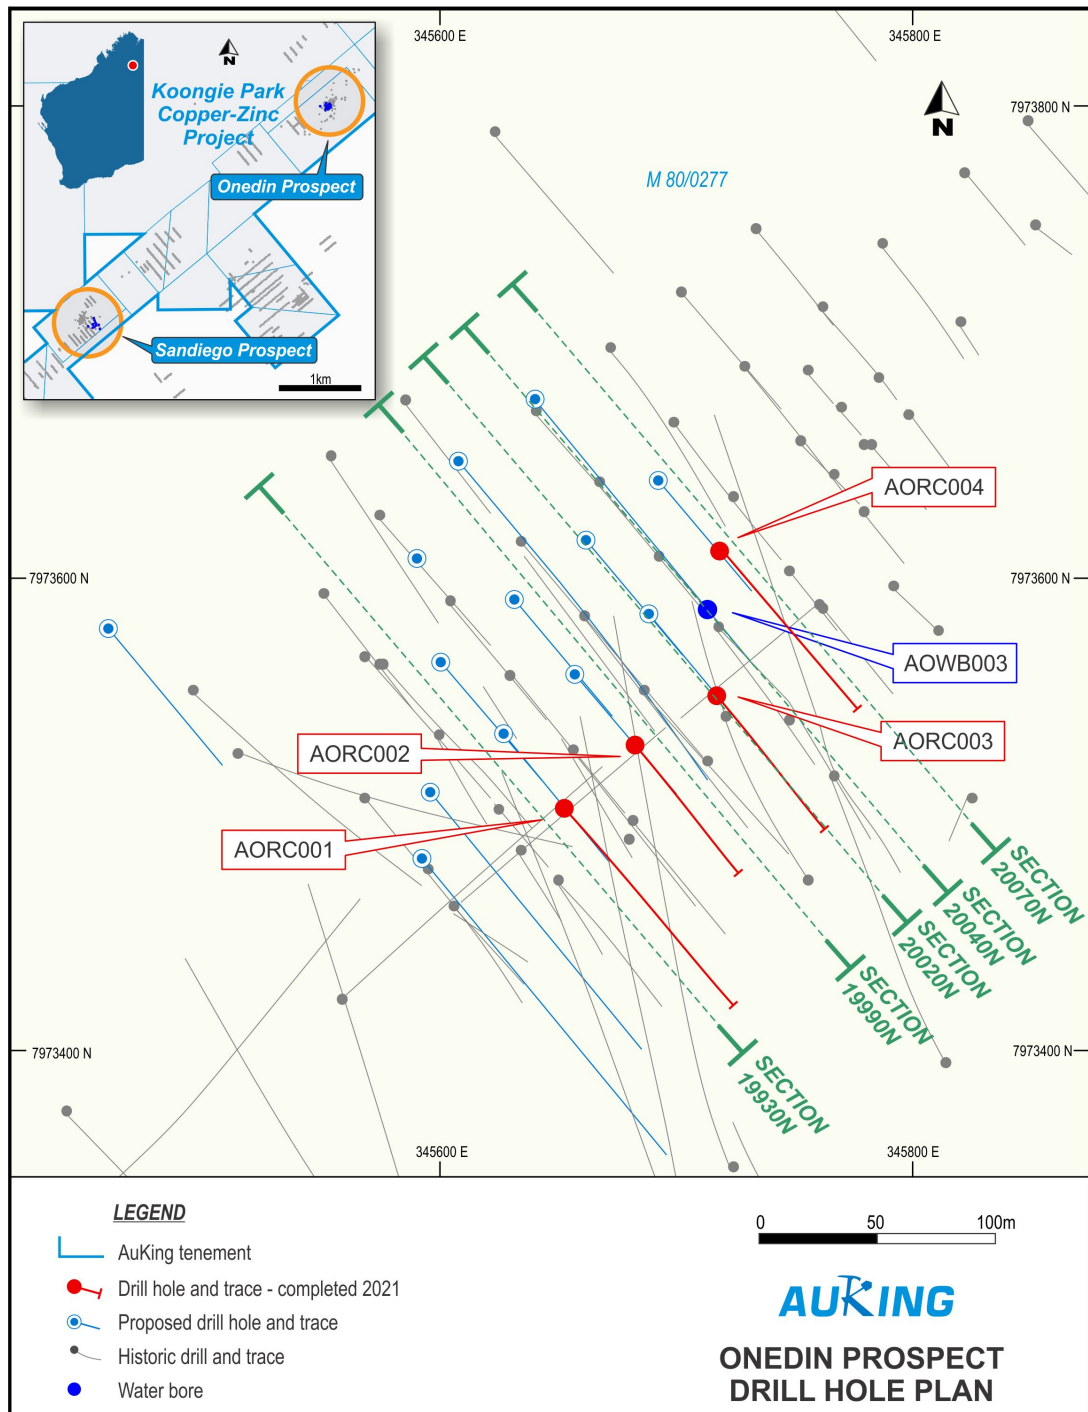 345600 E
345800 E
N
Koongie Park
Copper-Zinc
Project
Onedin Prospect
Sandiego Prospect
1km
7973800 N
N
M 80/0277
AORC004
7973600 N
7973600 N
AOWB003
AORC003
AORC002
AORC001
SECTION
20070N
SECTION
20040N
SECTION
20020N
SECTION
19990N
SECTION
19930N
7973400 N
7973400 N
345600 E
345800 E
LEGEND
AuKing tenement
Drill hole and trace - completed 2021
Proposed drill hole and trace
Historic drill and trace
Water bore
0 50 100m
AUKING
ONEDIN PROSPECT
DRILL HOLE PLAN